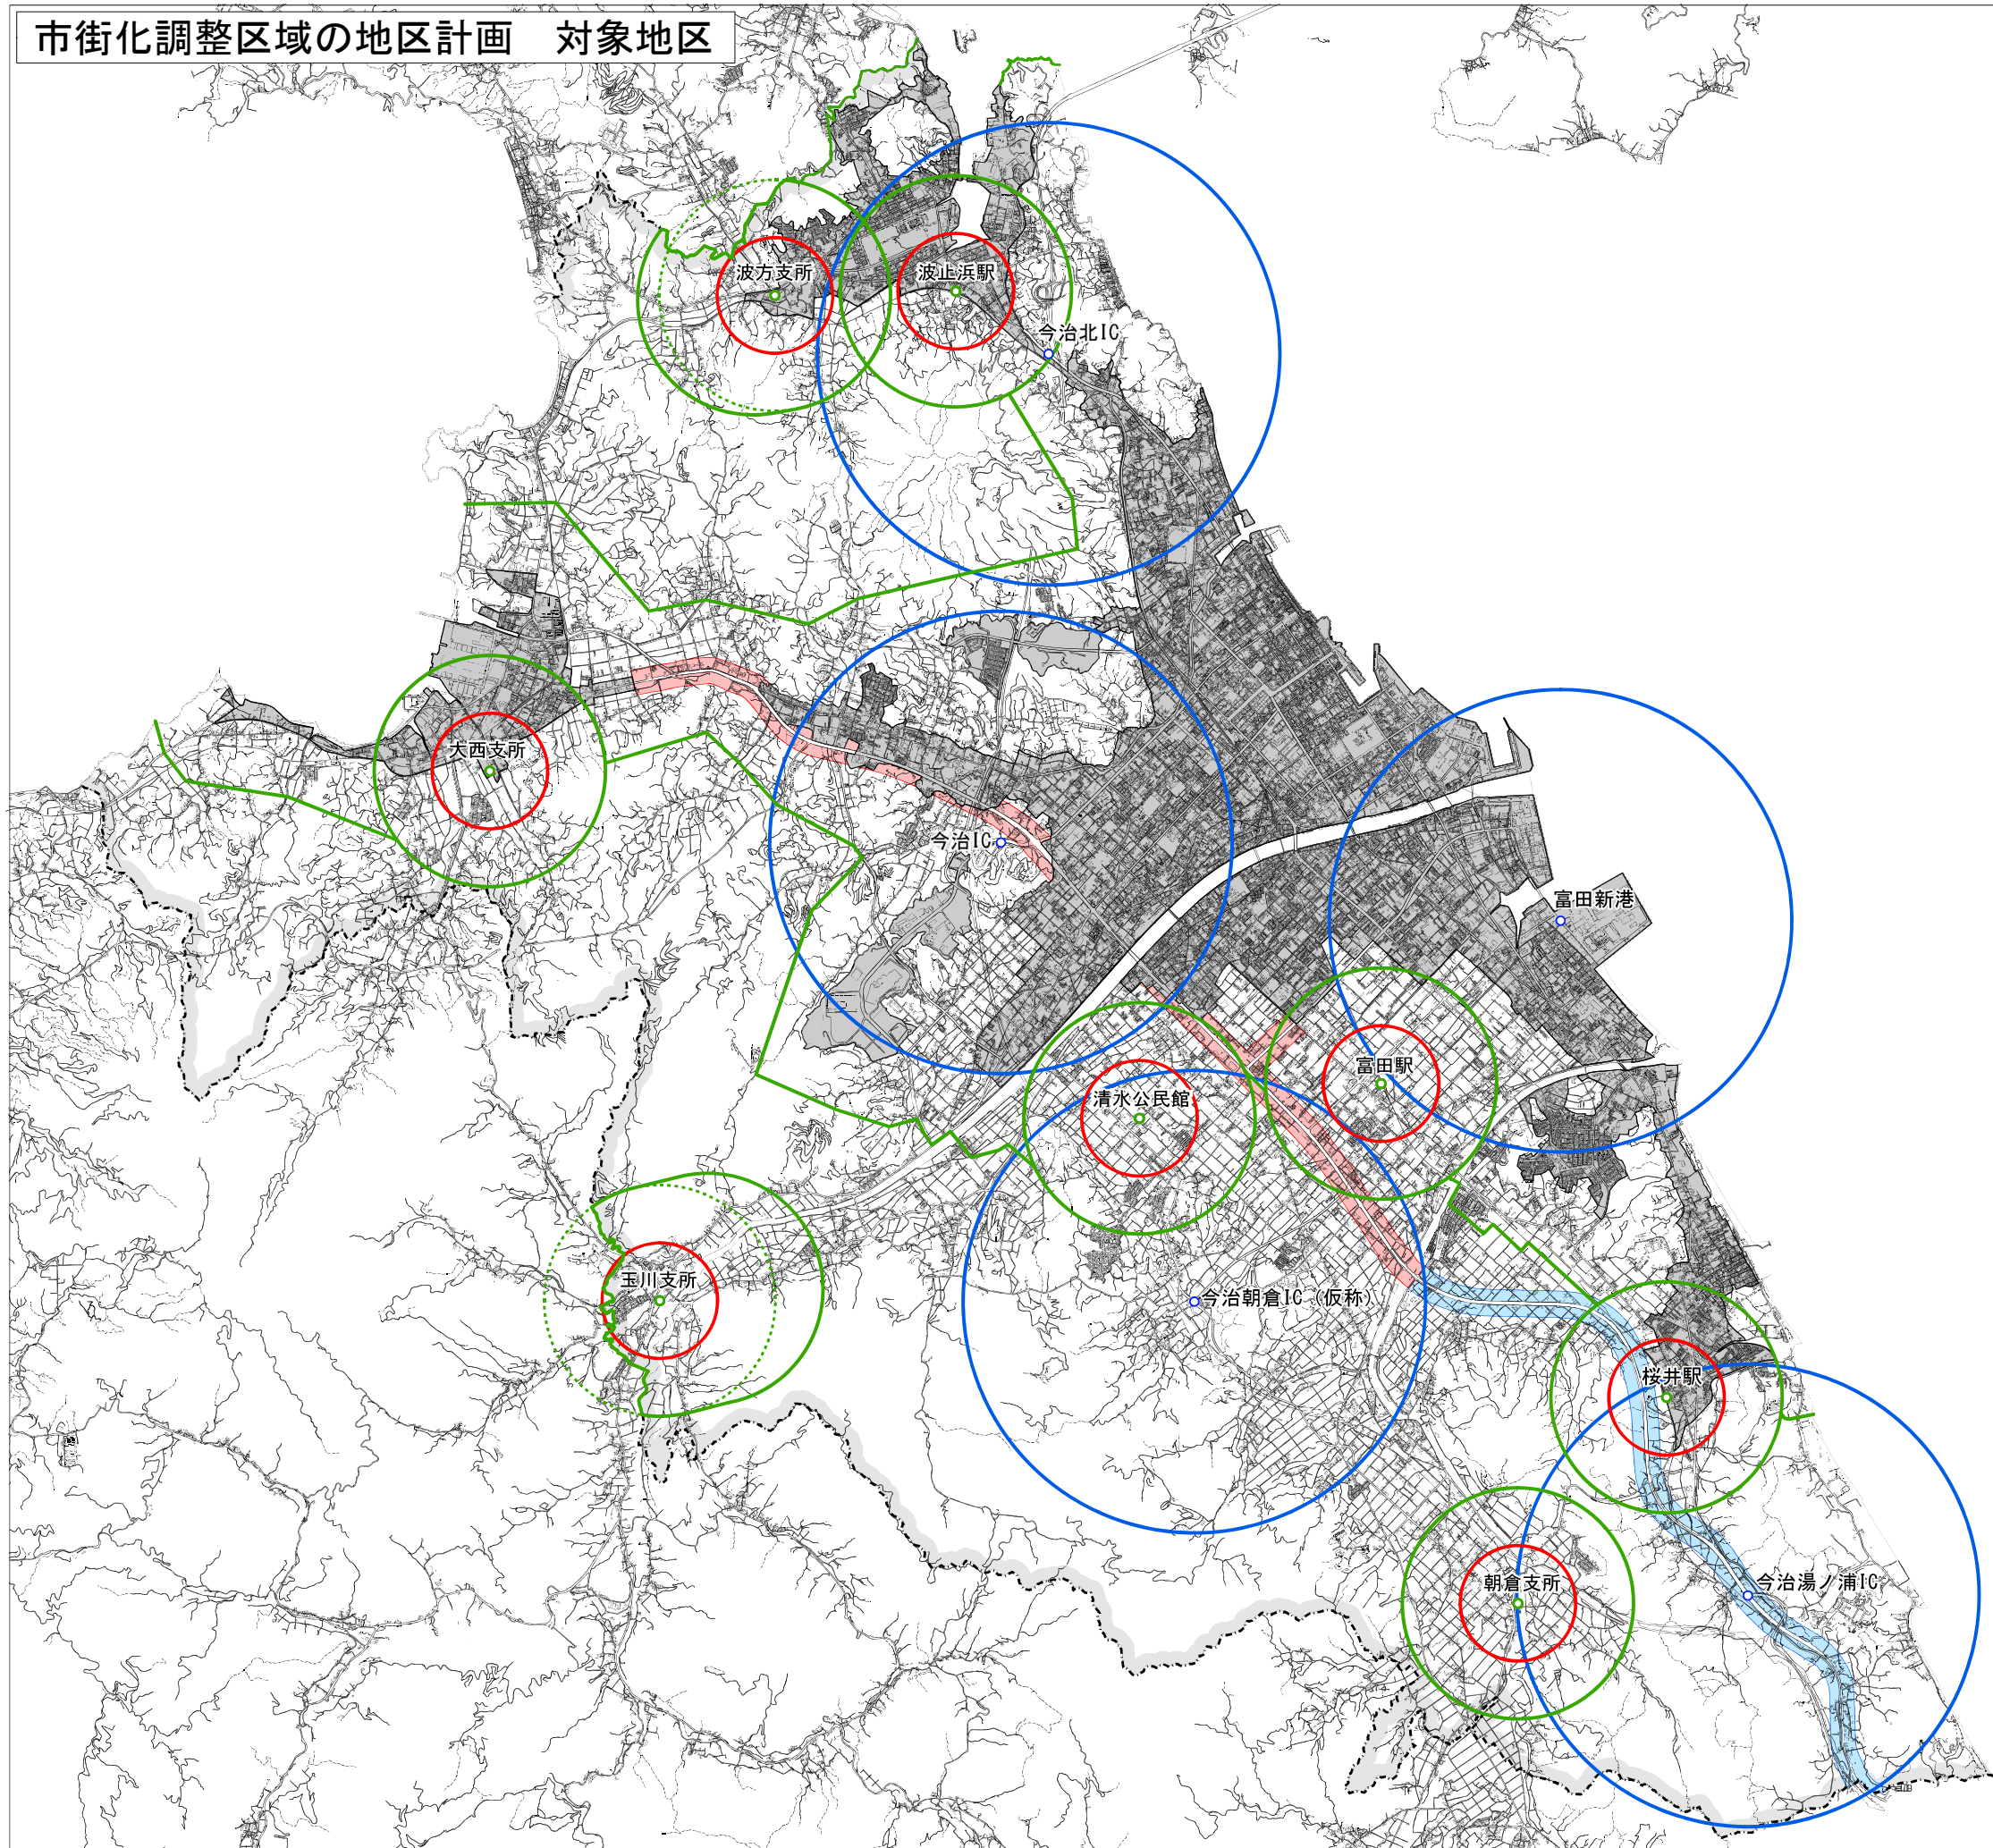 市街化調整区域の地区計画　対象地区
波方支所
波止浜駅
今治北IC
大西支所
今治IC
富田新港
富田駅
清水公民館
玉川支所
今治朝倉IC（仮称）
桜井駅
朝倉支所
今治湯ノ浦IC